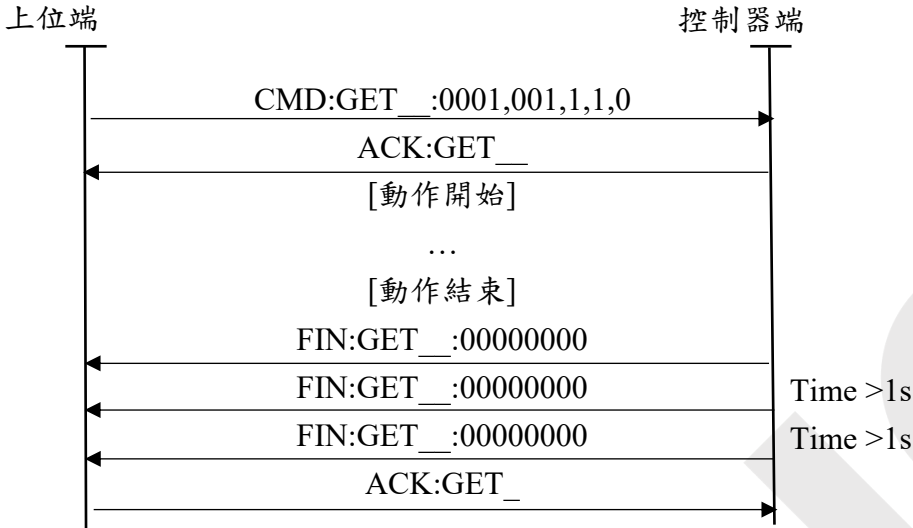 上位端
控制器端
CMD:GET__:0001,001,1,1,0
ACK:GET__
[動作開始]
…
[動作結束]
FIN:GET__:00000000
FIN:GET__:00000000
Time >1s
FIN:GET__:00000000
Time >1s
ACK:GET_